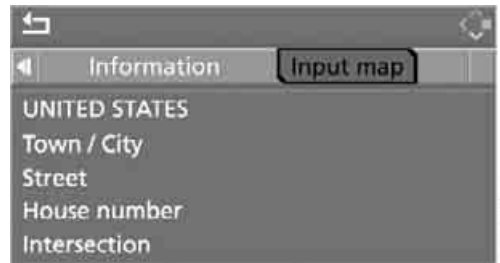 Information Input map
UNITED STATES
Town / City
Street
House number
Intersection